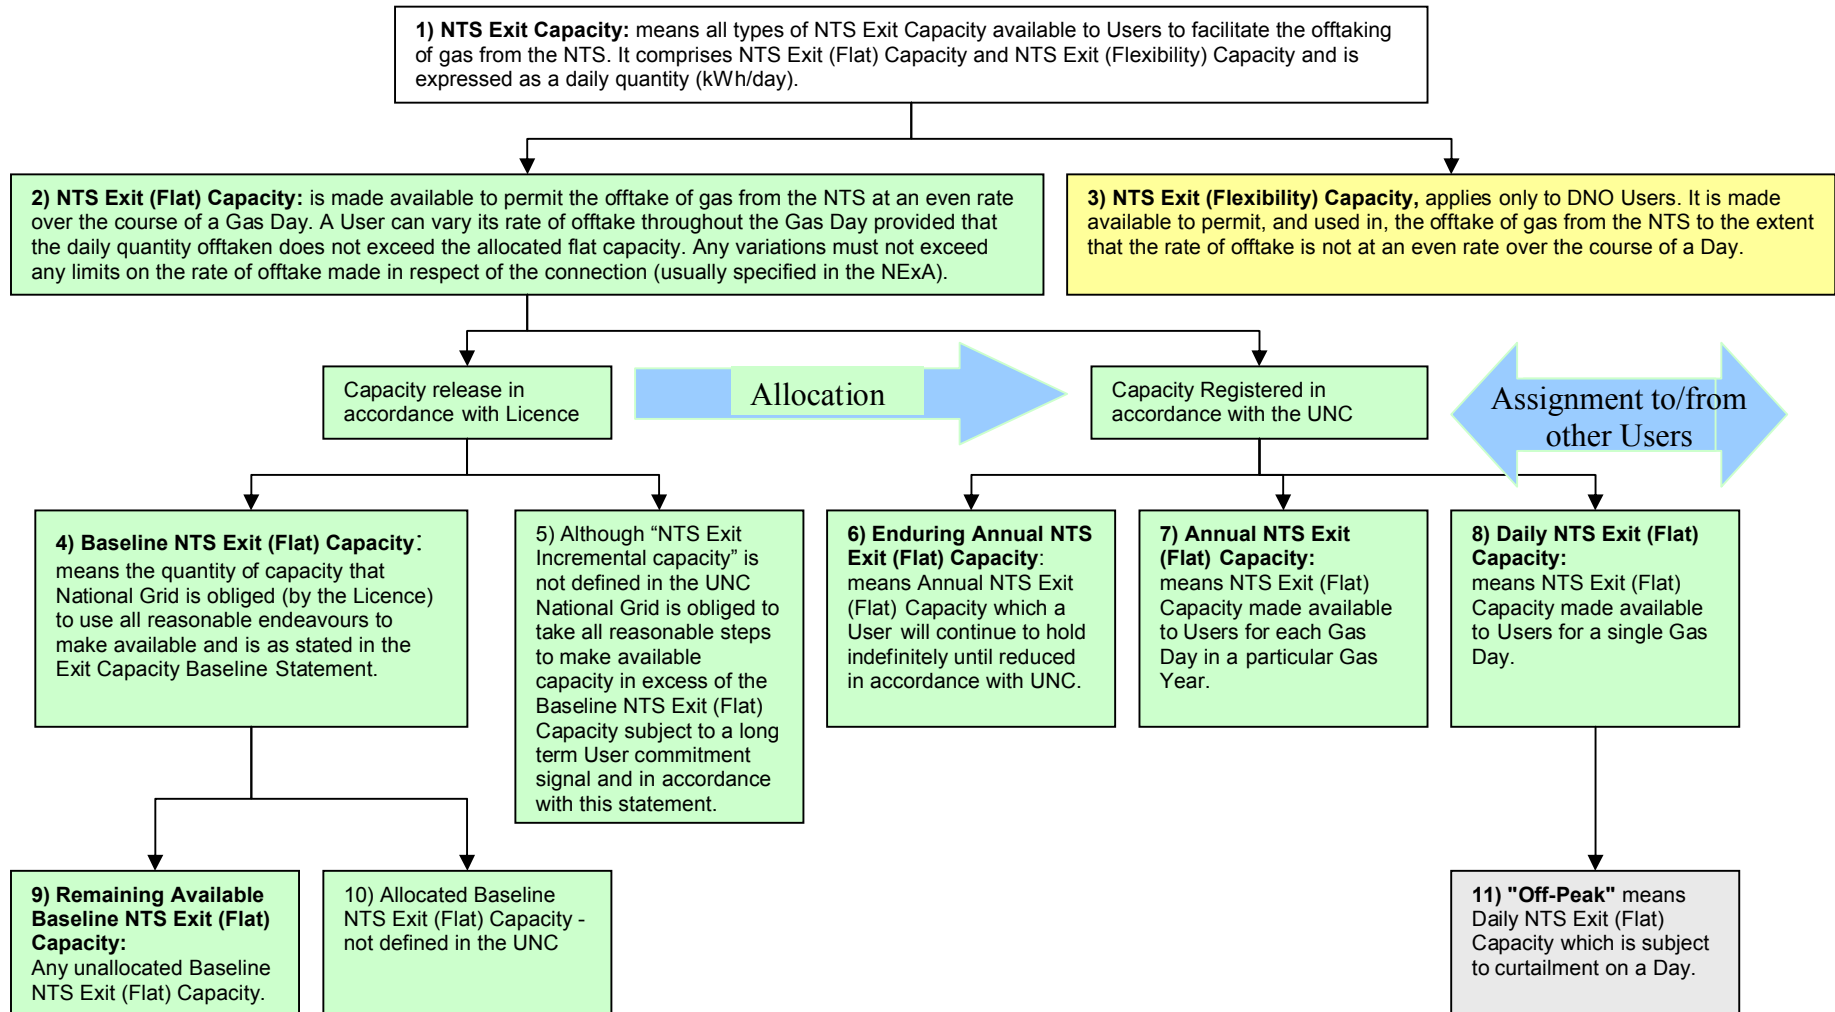 1) NTS Exit Capacity: means all types of NTS Exit Capacity available to Users to facilitate the offtaking
of gas from the NTS. It comprises NTS Exit (Flat) Capacity and NTS Exit (Flexibility) Capacity and is
expressed as a daily quantity (kWh/day).
2) NTS Exit (Flat) Capacity: is made available to permit the offtake of gas from the NTS at an even rate
over the course of a Gas Day. A User can vary its rate of offtake throughout the Gas Day provided that
the daily quantity offtaken does not exceed the allocated flat capacity. Any variations must not exceed
any limits on the rate of offtake made in respect of the connection (usually specified in the NExA).
3) NTS Exit (Flexibility) Capacity, applies only to DNO Users. It is made
available to permit, and used in, the offtake of gas from the NTS to the extent
that the rate of offtake is not at an even rate over the course of a Day.
Capacity release in
accordance with Licence
Allocation
Capacity Registered in
accordance with the UNC
Assignment to/from
other Users
4) Baseline NTS Exit (Flat) Capacity:
means the quantity of capacity that
National Grid is obliged (by the Licence)
to use all reasonable endeavours to
make available and is as stated in the
Exit Capacity Baseline Statement.
5) Although “NTS Exit
Incremental capacity” is
not defined in the UNC
National Grid is obliged to
take all reasonable steps
to make available
capacity in excess of the
Baseline NTS Exit (Flat)
Capacity subject to a long
term User commitment
signal and in accordance
with this statement.
6) Enduring Annual NTS
Exit (Flat) Capacity:
means Annual NTS Exit
(Flat) Capacity which a
User will continue to hold
indefinitely until reduced
in accordance with UNC.
7) Annual NTS Exit
(Flat) Capacity:
means NTS Exit (Flat)
Capacity made available
to Users for each Gas
Day in a particular Gas
Year.
8) Daily NTS Exit (Flat)
Capacity:
means NTS Exit (Flat)
Capacity made available
to Users for a single Gas
Day.
9) Remaining Available
Baseline NTS Exit (Flat)
Capacity:
Any unallocated Baseline
NTS Exit (Flat) Capacity.
10) Allocated Baseline
NTS Exit (Flat) Capacity -
not defined in the UNC
11) "Off-Peak" means
Daily NTS Exit (Flat)
Capacity which is subject
to curtailment on a Day.